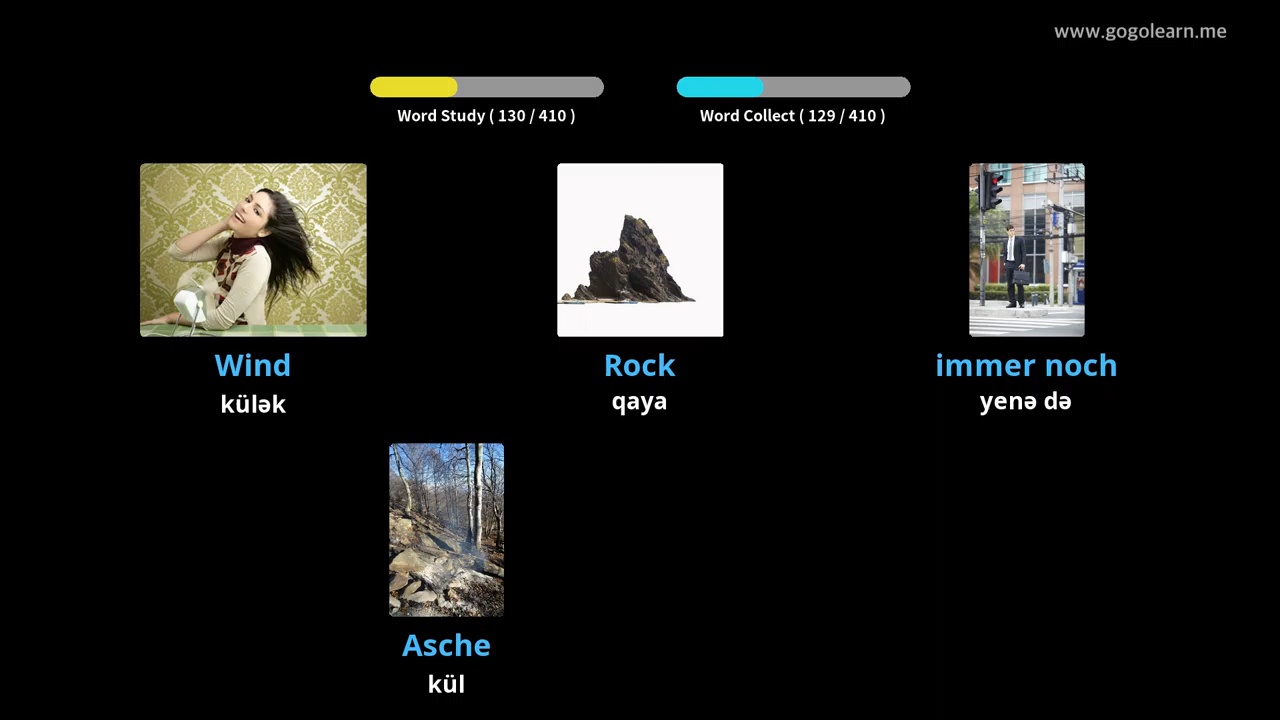 www.gogolearn.me
Word Study ( 130 / 410 )
Word Collect ( 129 / 410 )
Wind
külək
Rock
qaya
immer noch
yenə də
Asche
kül